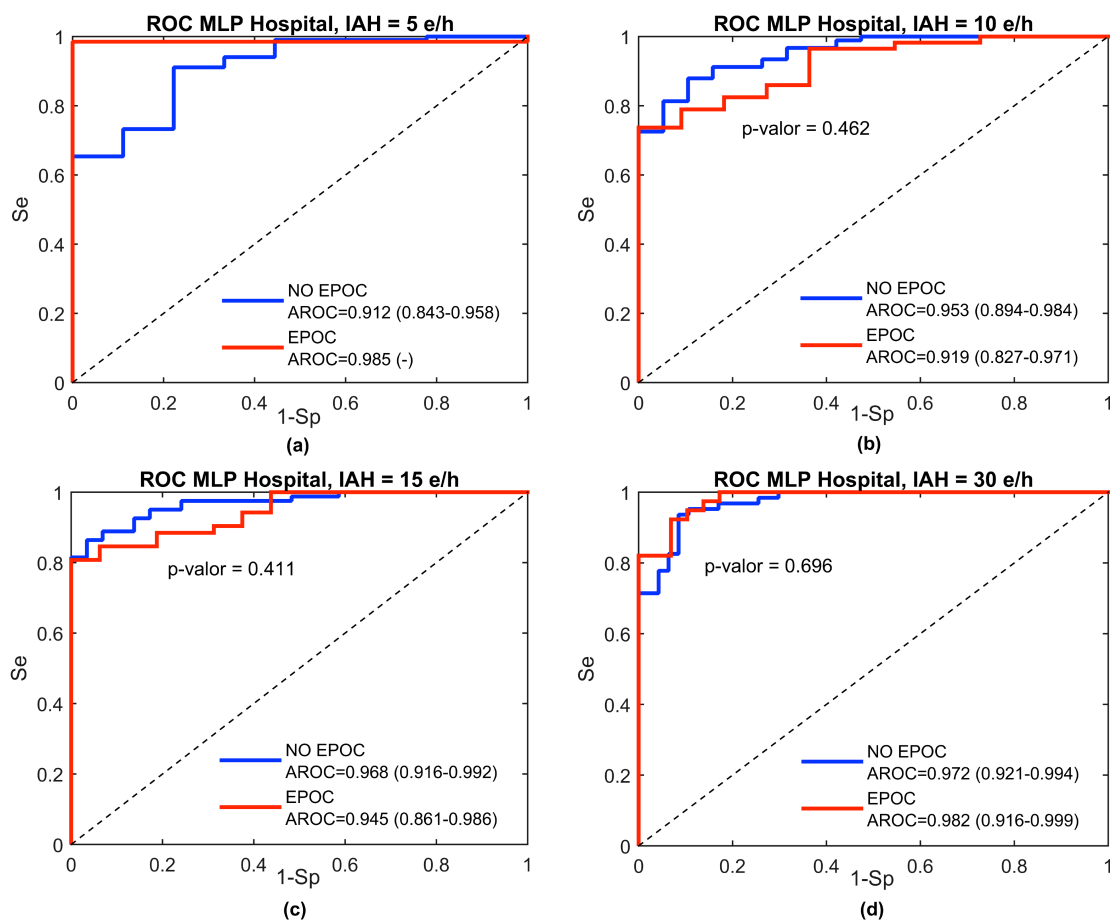 ROC MLP Hospital, IAH = 5 e/h
1
0.8
0.6
0.4
0.2
0
Se
NO EPOC
AROC=0.912 (0.843-0.958)
EPOC
AROC=0.985 (-)
0 0.2 0.4 0.6 0.8 1
1-Sp
(a)
ROC MLP Hospital, IAH = 10 e/h
1
0.8
0.6
0.4
0.2
0
Se
p-valor = 0.462
NO EPOC
AROC=0.953 (0.894-0.984)
EPOC
AROC=0.919 (0.827-0.971)
0 0.2 0.4 0.6 0.8 1
1-Sp
(b)
ROC MLP Hospital, IAH = 15 e/h
1
0.8
0.6
0.4
0.2
0
Se
p-valor = 0.411
NO EPOC
AROC=0.968 (0.916-0.992)
EPOC
AROC=0.945 (0.861-0.986)
0 0.2 0.4 0.6 0.8 1
1-Sp
(c)
ROC MLP Hospital, IAH = 30 e/h
1
0.8
0.6
0.4
0.2
0
Se
p-valor = 0.696
NO EPOC
AROC=0.972 (0.921-0.994)
EPOC
AROC=0.982 (0.916-0.999)
0 0.2 0.4 0.6 0.8 1
1-Sp
(d)